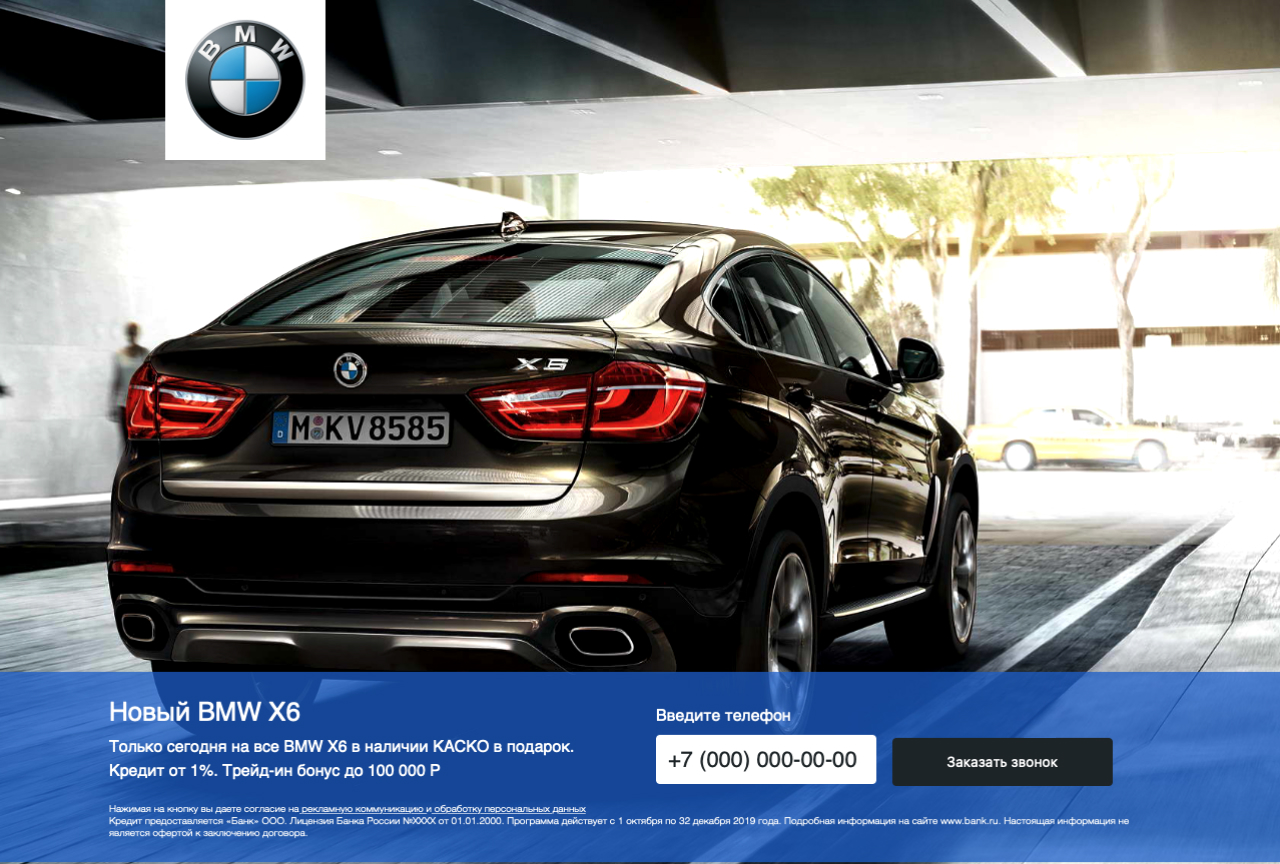 BMW
X6
M KV 8585
Новый BMW X6
Только сегодня на все BMW X6 в наличии КАСКО в подарок.
Кредит от 1%. Трейд-ин бонус до 100 000 Р
Введите телефон
+7 (000) 000-00-00
Заказать звонок
Нажимая на кнопку вы даете согласие на рекламную коммуникацию и обработку персональных данных
Кредит предоставляется «Банк» ООО. Лицензия Банка России №XXXX от 01.01.2000. Программа действует с 1 октября по 32 декабря 2019 года. Подробная информация на сайте www.bank.ru. Настоящая информация не
является офертой к заключению договора.